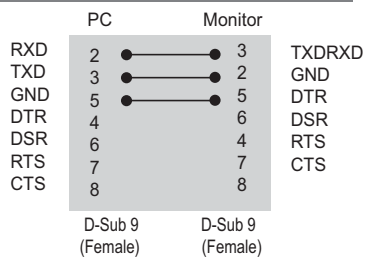 PC Monitor
RXD 2 3 TXDRXD
TXD 3 2 GND
GND 5 5 DTR
DTR 4 6 DSR
DSR 6 4 RTS
RTS 7 7 CTS
CTS 8 8
D-Sub 9 D-Sub 9
(Female) (Female)